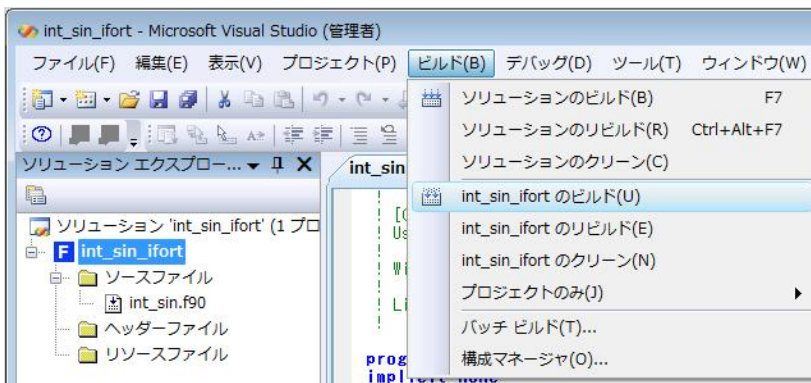 int_sin_ifort - Microsoft Visual Studio (管理者)
ファイル(F) 編集(E) 表示(V) プロジェクト(P) ビルド(B) デバッグ(D) ツール(T) ウィンドウ(W)
ソリューションのビルド(B) F7
ソリューションのリビルド(R) Ctrl+Alt+F7
ソリューションのクリーン(C)
int_sin_ifort のビルド(U)
int_sin_ifort のリビルド(E)
int_sin_ifort のクリーン(N)
プロジェクトのみ(J)
バッチ ビルド(T)...
構成マネージャ(O)...
ソリューション エクスプロー...
ソリューション 'int_sin_ifort' (1 プロ
int_sin_ifort
ソースファイル
int_sin.f90
ヘッダーファイル
リソースファイル
int_sin
! [
! Us
! Wi
! Li
!
prog
implicit none